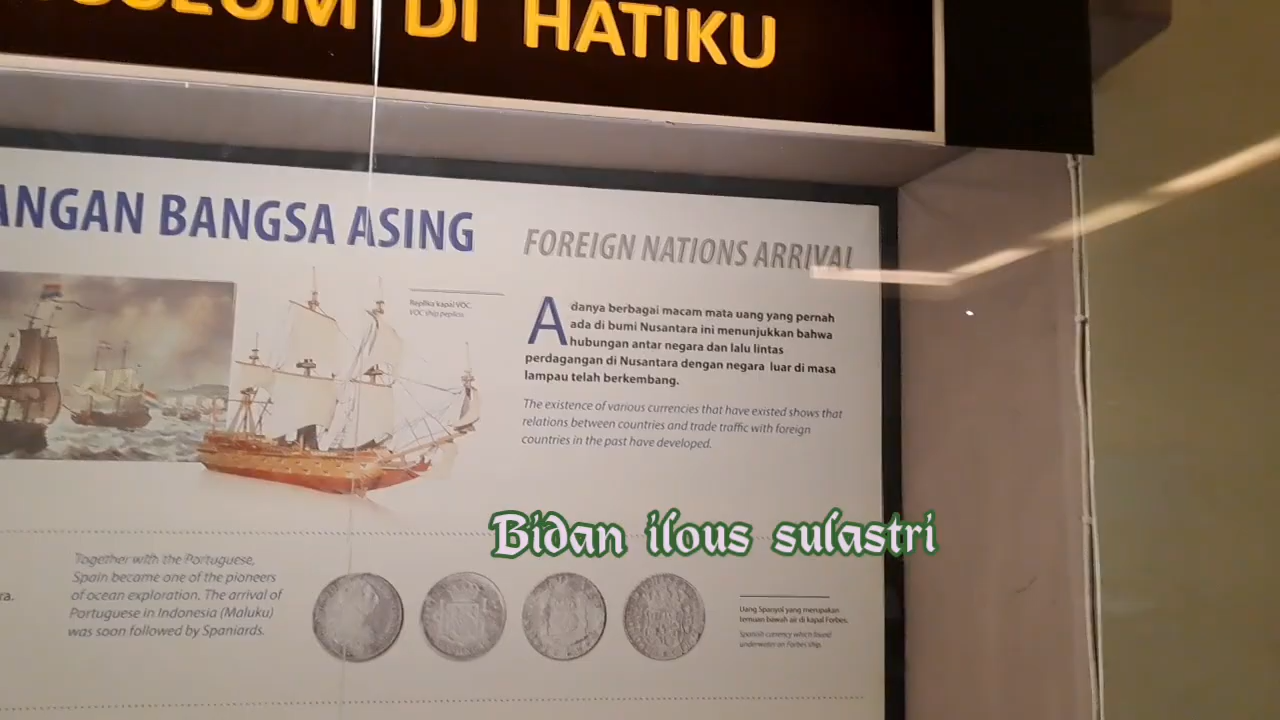 MUSEUM DI HATIKU
ANGAN BANGSA ASING
FOREIGN NATIONS ARRIVAL
Replika kapal VOC.
VOC ship replica.
Adanya berbagai macam mata uang yang pernah
ada di bumi Nusantara ini menunjukkan bahwa
hubungan antar negara dan lalu lintas
perdagangan di Nusantara dengan negara luar di masa
lampau telah berkembang.
The existence of various currencies that have existed shows that
relations between countries and trade traffic with foreign
countries in the past have developed.
Bidan ilous sulastri
Together with the Portuguese,
Spain became one of the pioneers
of ocean exploration. The arrival of
Portuguese in Indonesia (Maluku)
was soon followed by Spaniards.
ra.
Uang Spanyol yang merupakan
temuan bawah air di kapal Forbes.
Spanish currency which found
underwater on Forbes ship.